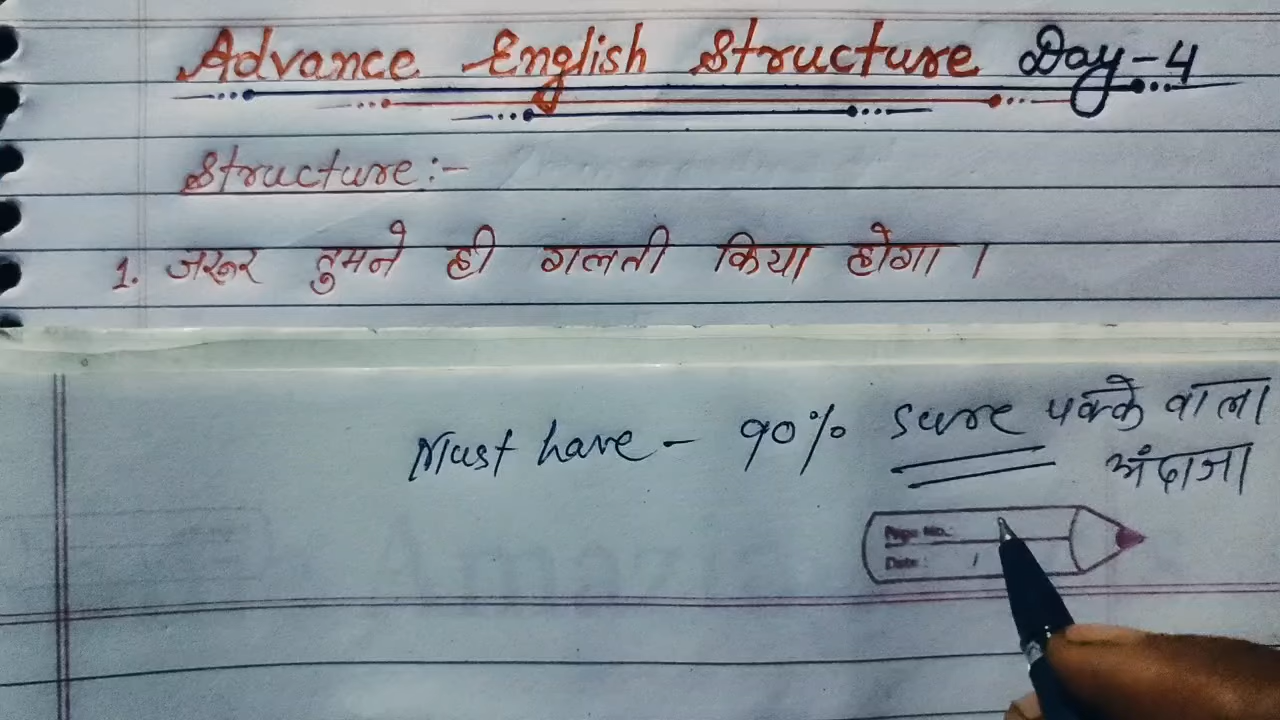 Advance English Structure Day-4
Structure:-
1. जरूर तुमने ही गलती किया होगा ।
Must have - 90% sure पक्के वाला
अंदाजा
Page No.:
Date: /